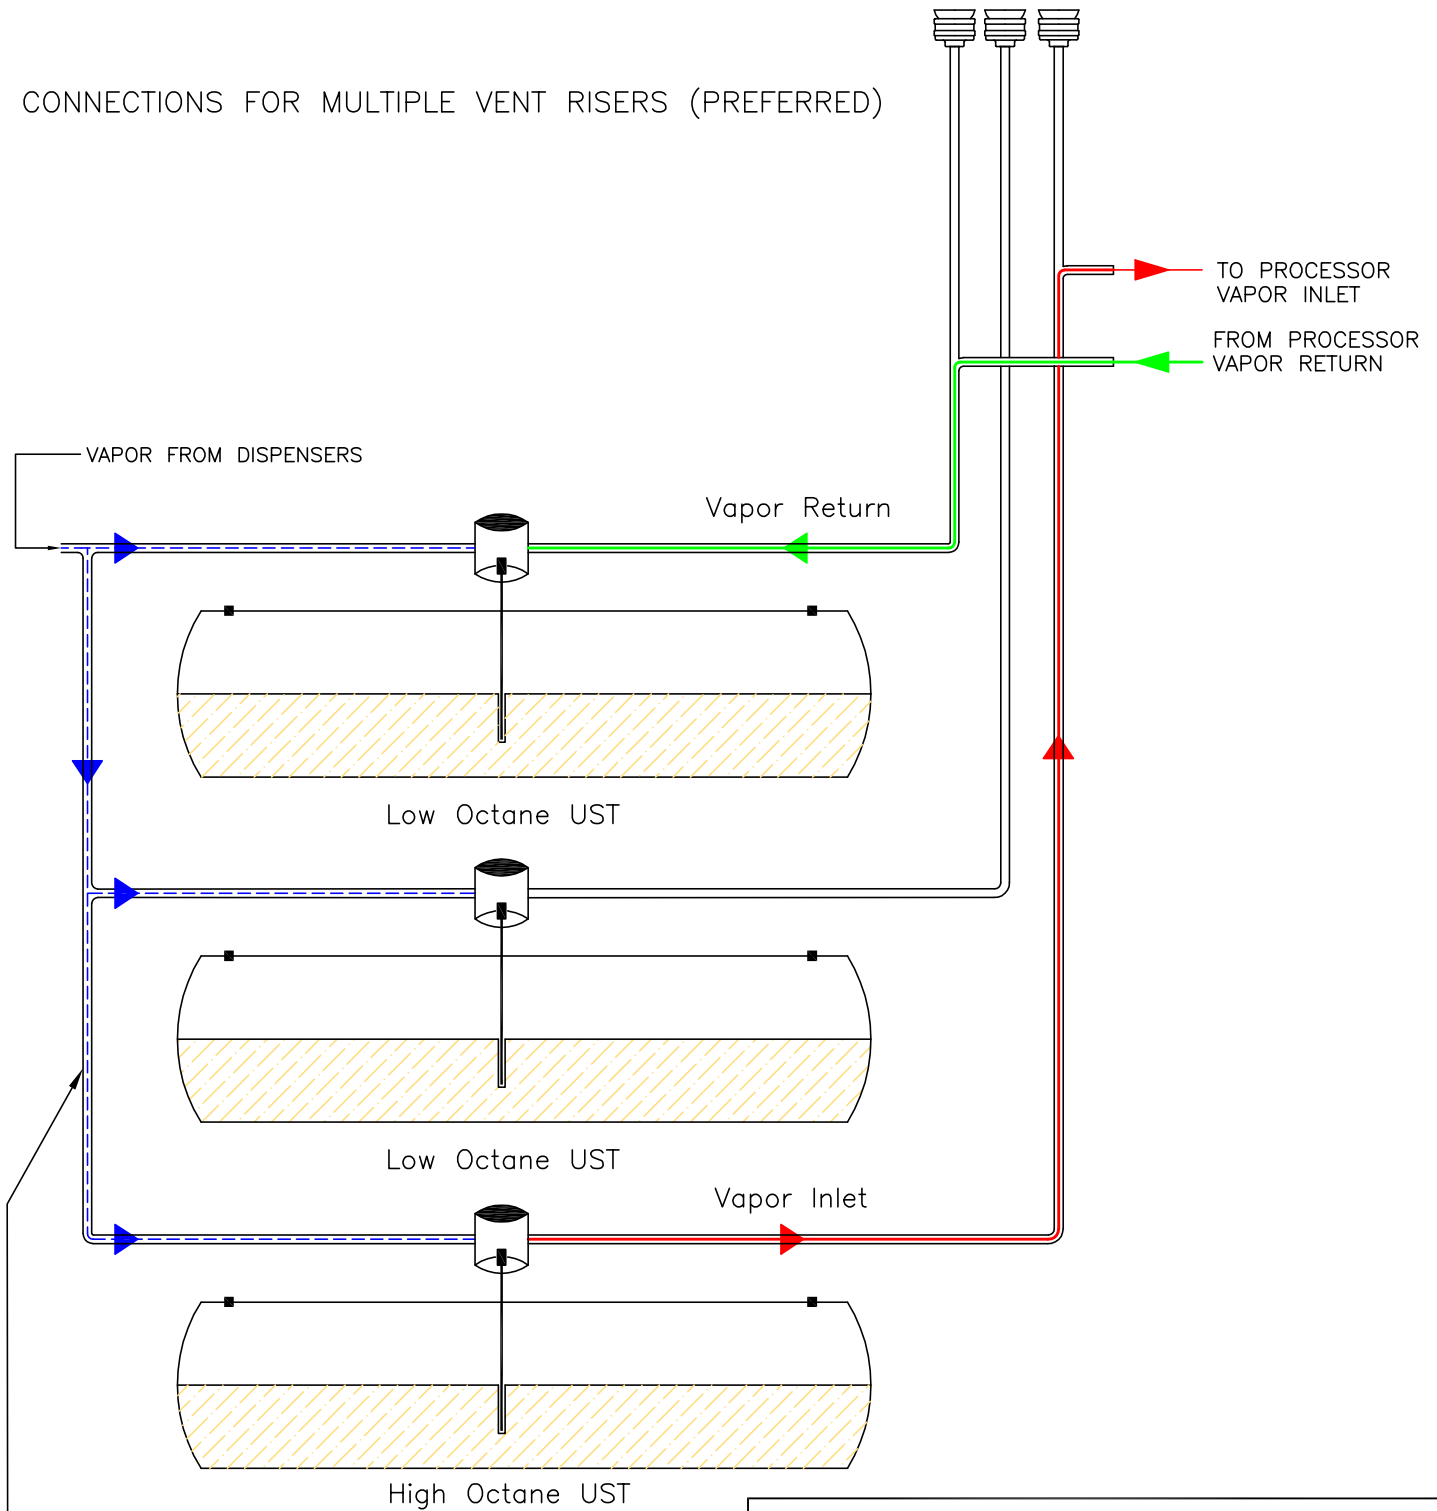 CONNECTIONS FOR MULTIPLE VENT RISERS (PREFERRED)
TO PROCESSOR
VAPOR INLET
FROM PROCESSOR
VAPOR RETURN
VAPOR FROM DISPENSERS
Vapor Return
Low Octane UST
Low Octane UST
Vapor Inlet
High Octane UST